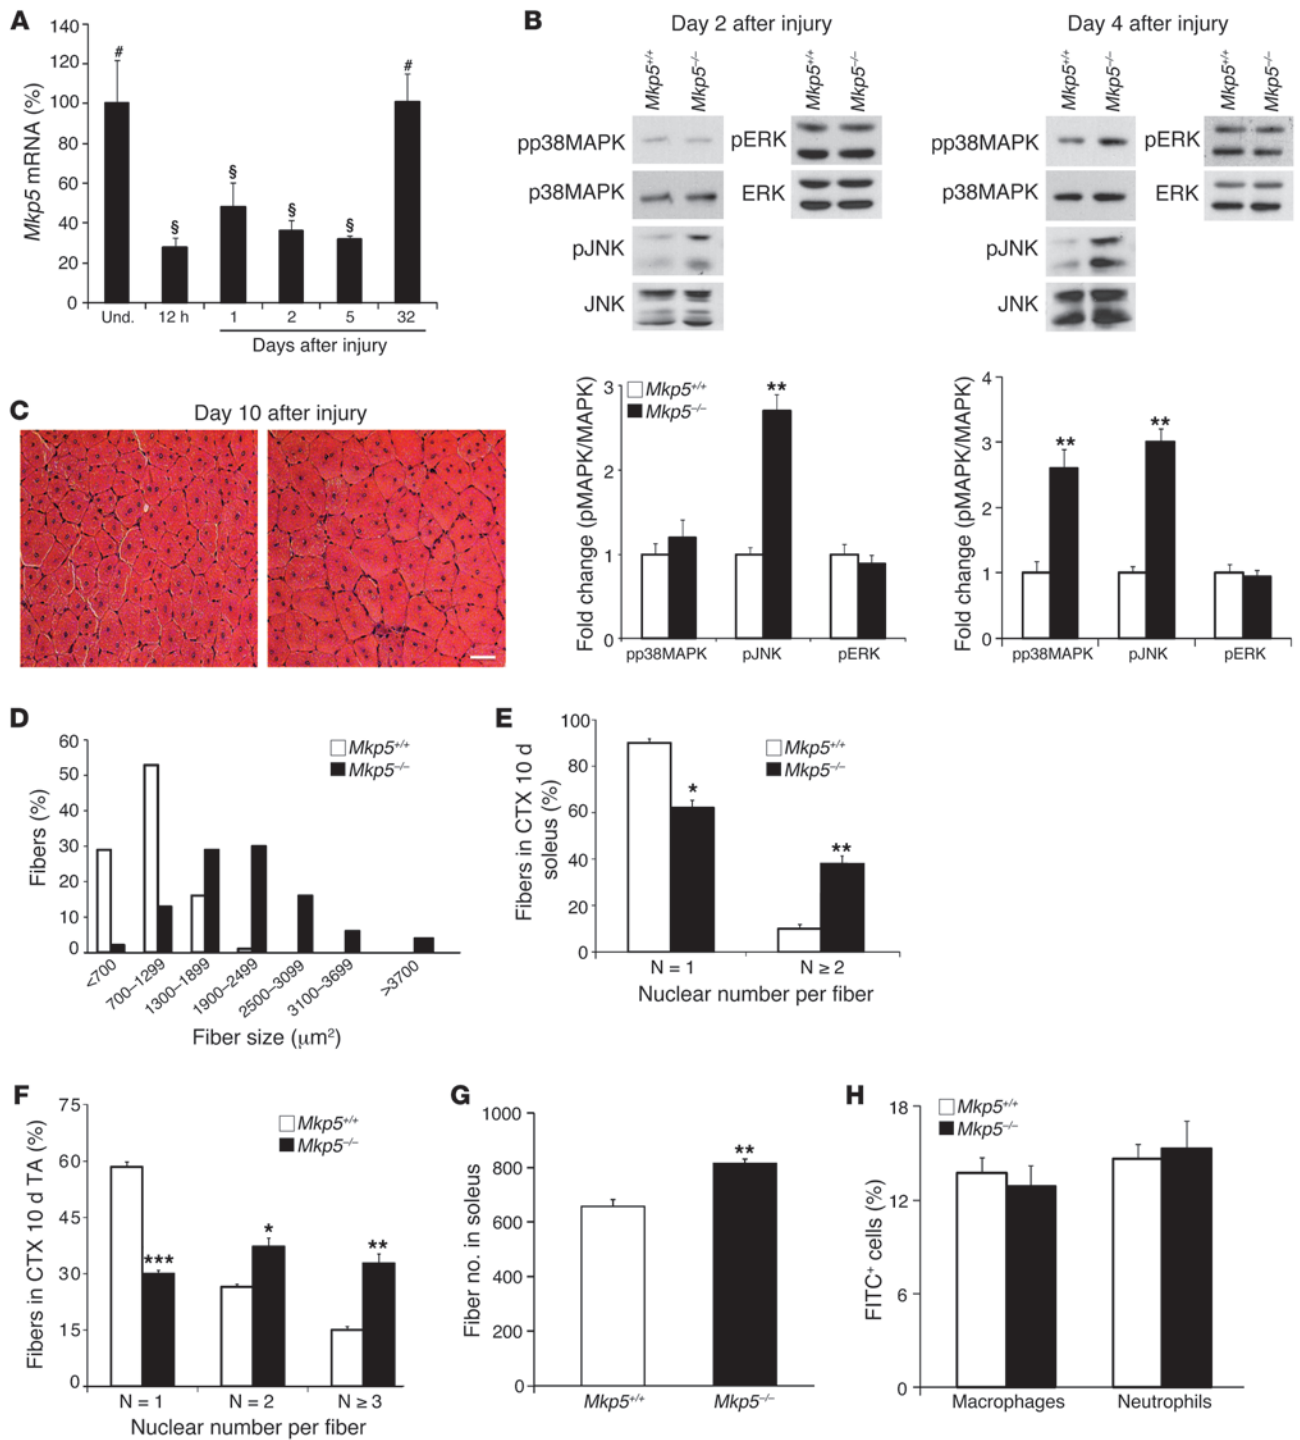 A
140
120
100
80
60
40
20
0
Mkp5 mRNA (%)
#
§
§
§
§
#
Und.
12 h
1
2
5
32
Days after injury
B
Day 2 after injury
Mkp5+/+
Mkp5–/–
Mkp5+/+
Mkp5–/–
pp38MAPK
pERK
p38MAPK
ERK
pJNK
JNK
Day 4 after injury
Mkp5+/+
Mkp5–/–
Mkp5+/+
Mkp5–/–
pp38MAPK
pERK
p38MAPK
ERK
pJNK
JNK
Fold change (pMAPK/MAPK)
3
2
1
0
Mkp5+/+
Mkp5–/–
**
pp38MAPK
pJNK
pERK
Fold change (pMAPK/MAPK)
4
3
2
1
0
**
**
pp38MAPK
pJNK
pERK
C
Day 10 after injury
D
Fibers (%)
60
50
40
30
20
10
0
Mkp5+/+
Mkp5–/–
<700
700–1299
1300–1899
1900–2499
2500–3099
3100–3699
>3700
Fiber size (μm²)
E
Fibers in CTX 10 d
soleus (%)
100
80
60
40
20
0
Mkp5+/+
Mkp5–/–
*
**
N = 1
N ≥ 2
Nuclear number per fiber
F
Fibers in CTX 10 d TA (%)
75
60
45
30
15
0
Mkp5+/+
Mkp5–/–
***
*
**
N = 1
N = 2
N ≥ 3
Nuclear number per fiber
G
Fiber no. in soleus
1000
800
600
400
200
0
**
Mkp5+/+
Mkp5–/–
H
FITC+ cells (%)
18
12
6
0
Mkp5+/+
Mkp5–/–
Macrophages
Neutrophils